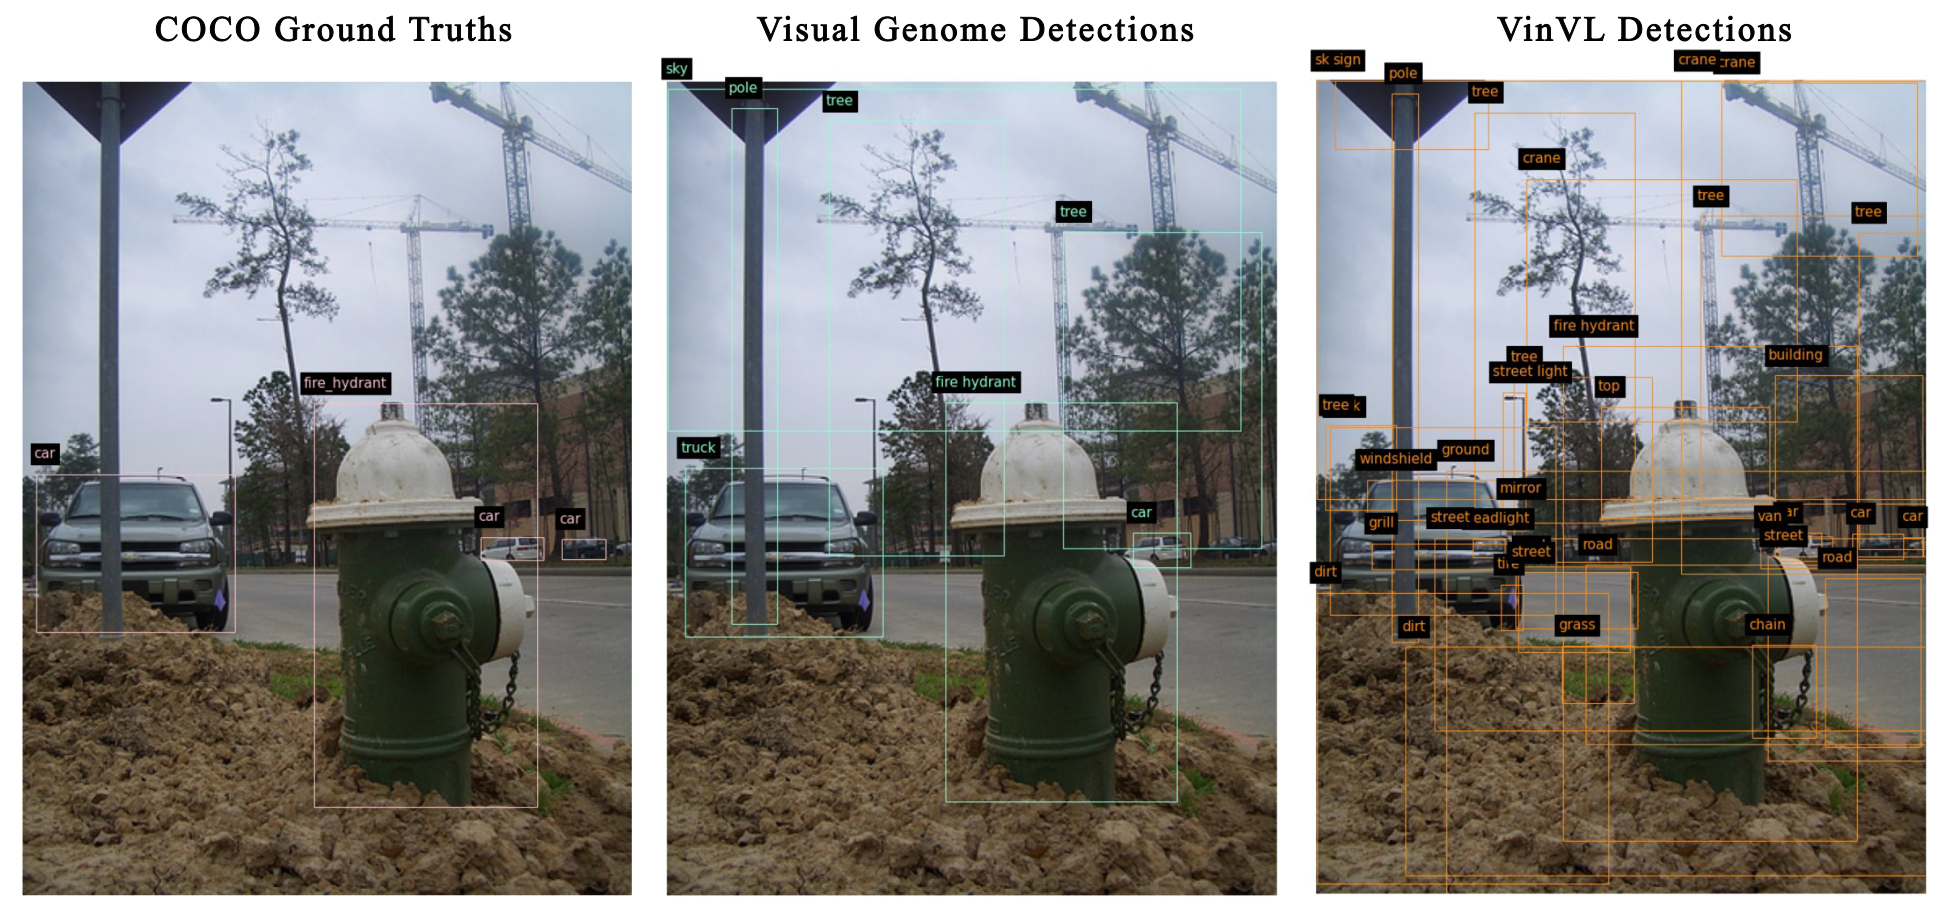 COCO Ground Truths
car
fire_hydrant
car
car
Visual Genome Detections
sky
pole
tree
tree
fire hydrant
truck
car
VinVL Detections
sk sign
pole
crane
crane
tree
crane
tree
tree
fire hydrant
tree
street light
building
top
tree k
ground
windshield
mirror
grill
street eadlight
van ar
car
car
street
road
street
road
tire
dirt
dirt
grass
chain